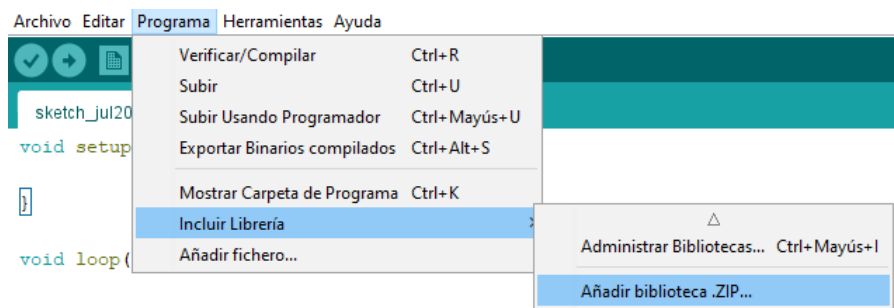 Archivo Editar Programa Herramientas Ayuda
Verificar/Compilar Ctrl+R
Subir Ctrl+U
sketch_jul20
Subir Usando Programador Ctrl+Mayús+U
void setup
Exportar Binarios compilados Ctrl+Alt+S
Mostrar Carpeta de Programa Ctrl+K
}
Incluir Librería
Administrar Bibliotecas... Ctrl+Mayús+I
void loop(
Añadir fichero...
Añadir biblioteca .ZIP...